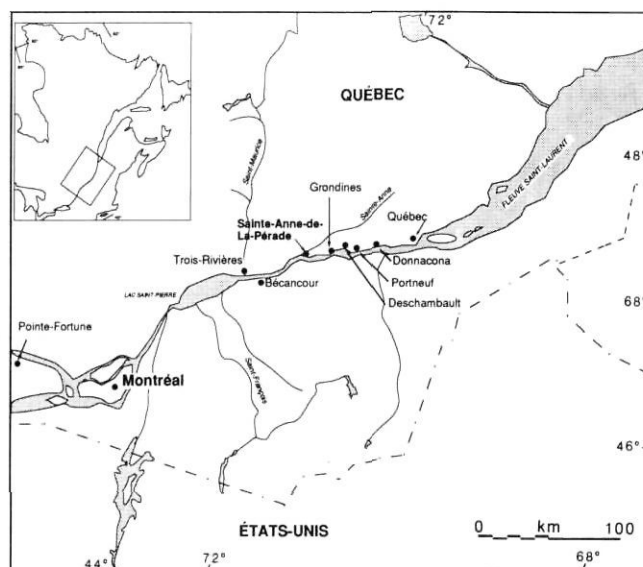 72°
QUÉBEC
48°
FLEUVE SAINT-LAURENT
Saint-Maurice
Grondines
Sainte-Anne
Sainte-Anne-de-
La-Pérade
Québec
Trois-Rivières
Donnacona
Bécancour
Portneuf
LAC SAINT-PIERRE
Deschambault
68°
Pointe-Fortune
Montréal
Saint-François
46°
ÉTATS-UNIS
0 km 100
44°
72°
68°